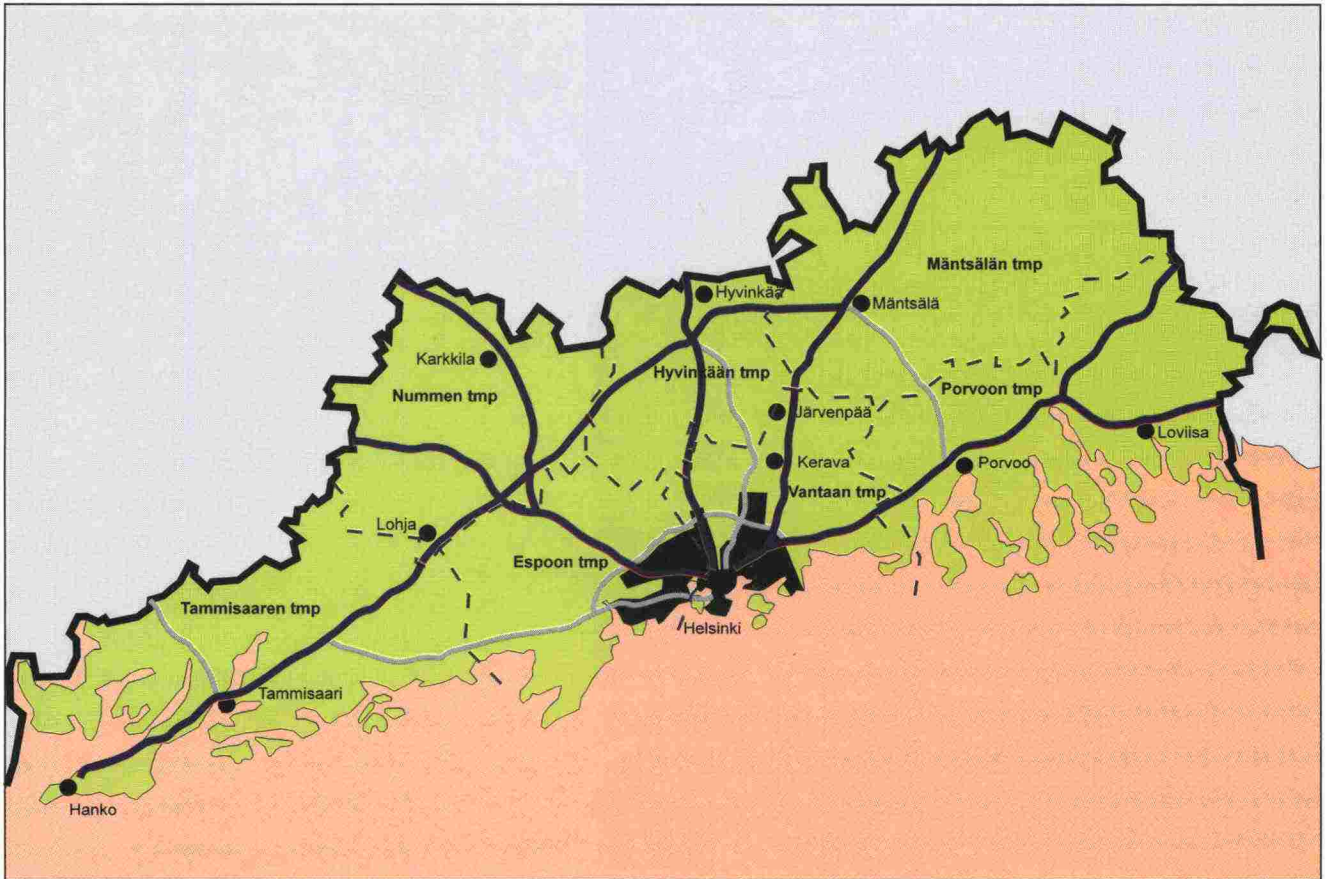 Mäntsälän tmp
Hyvinkää
Mäntsälä
Karkkila
Hyvinkään tmp
Nummen tmp
Porvoon tmp
Järvenpää
Loviisa
Kerava
Porvoo
Vantaan tmp
Lohja
Espoon tmp
Tammisaaren tmp
Helsinki
Tammisaari
Hanko